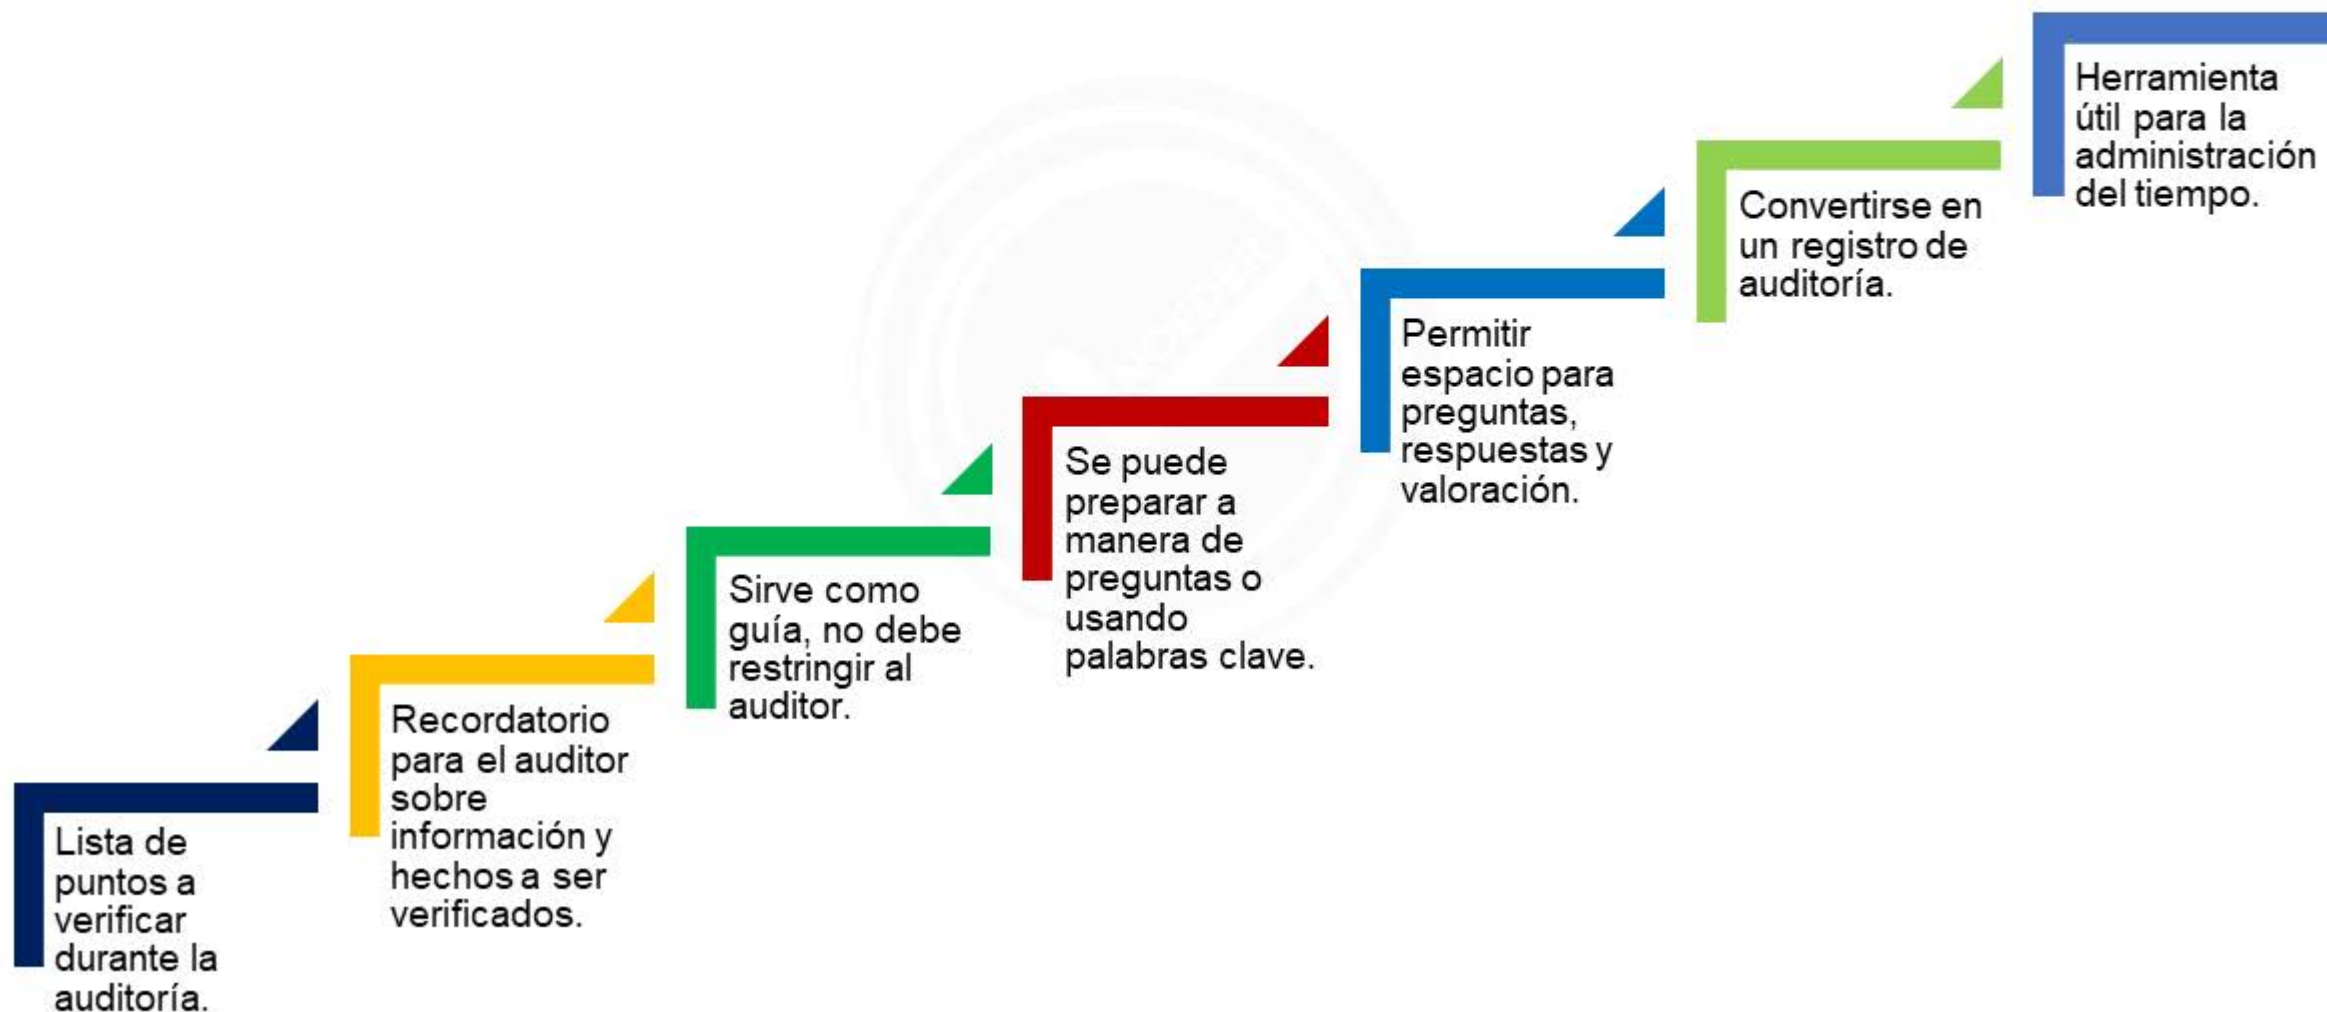 Lista de
puntos a
verificar
durante la
auditoría.
Recordatorio
para el auditor
sobre
información y
hechos a ser
verificados.
Sirve como
guía, no debe
restringir al
auditor.
Se puede
preparar a
manera de
preguntas o
usando
palabras clave.
Permitir
espacio para
preguntas,
respuestas y
valoración.
Convertirse en
un registro de
auditoría.
Herramienta
útil para la
administración
del tiempo.